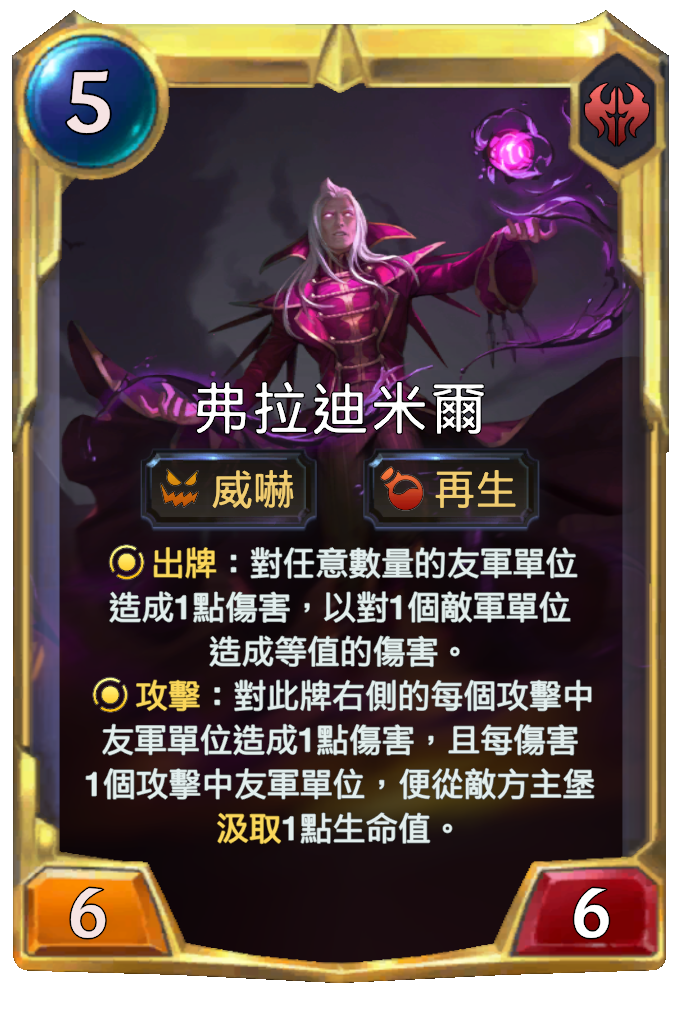 5
弗拉迪米爾
威嚇 再生
出牌：對任意數量的友軍單位
造成1點傷害，以對1個敵軍單位
造成等值的傷害。
攻擊：對此牌右側的每個攻擊中
友軍單位造成1點傷害，且每傷害
1個攻擊中友軍單位，便從敵方主堡
汲取1點生命值。
6 6